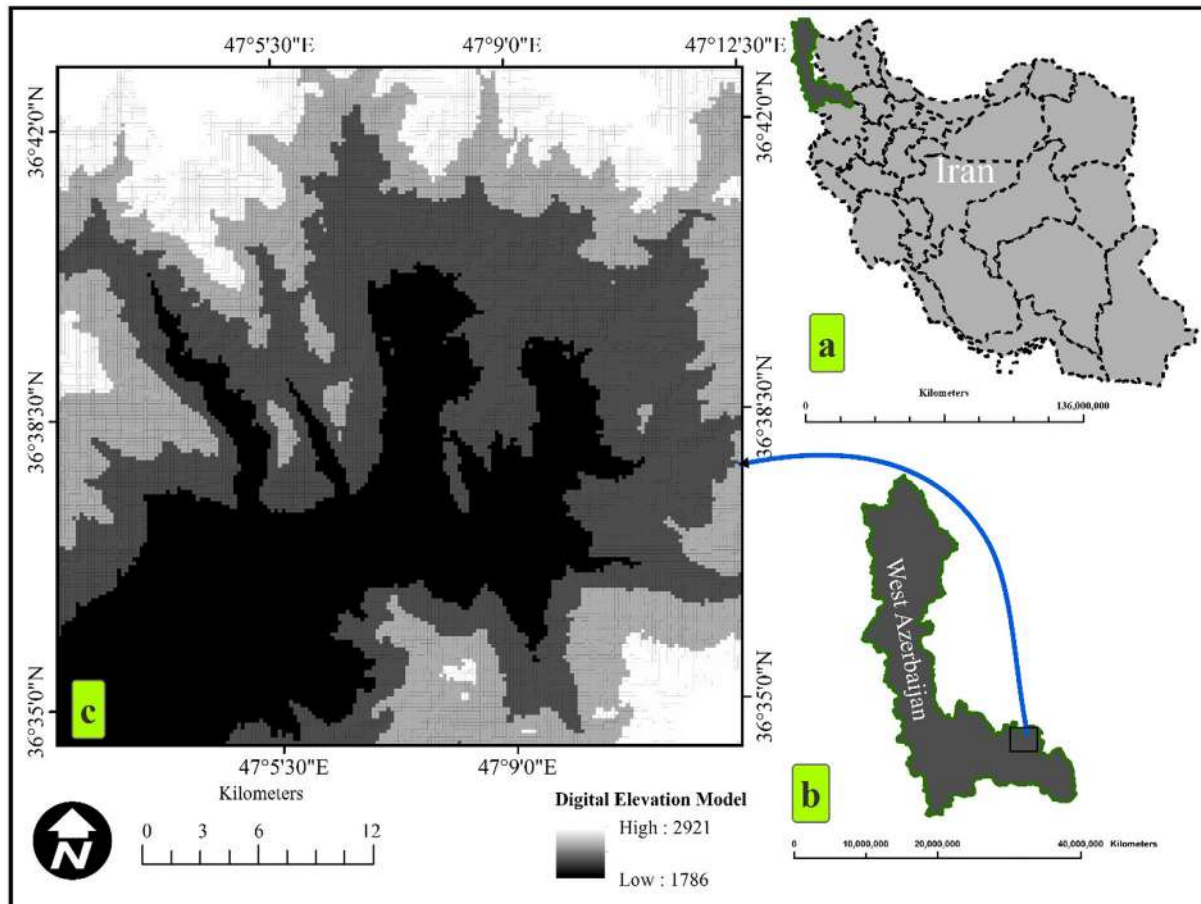 47°5'30"E 47°9'0"E 47°12'30"E
36°42'0"N
36°38'30"N
36°35'0"N
36°42'0"N
36°38'30"N
36°35'0"N
47°5'30"E 47°9'0"E
c
Kilometers
0 3 6 12
N
Digital Elevation Model
High : 2921
Low : 1786
Iran
a
Kilometers
0 136,000,000
West Azerbaijan
b
0 10,000,000 20,000,000 40,000,000 Kilometers